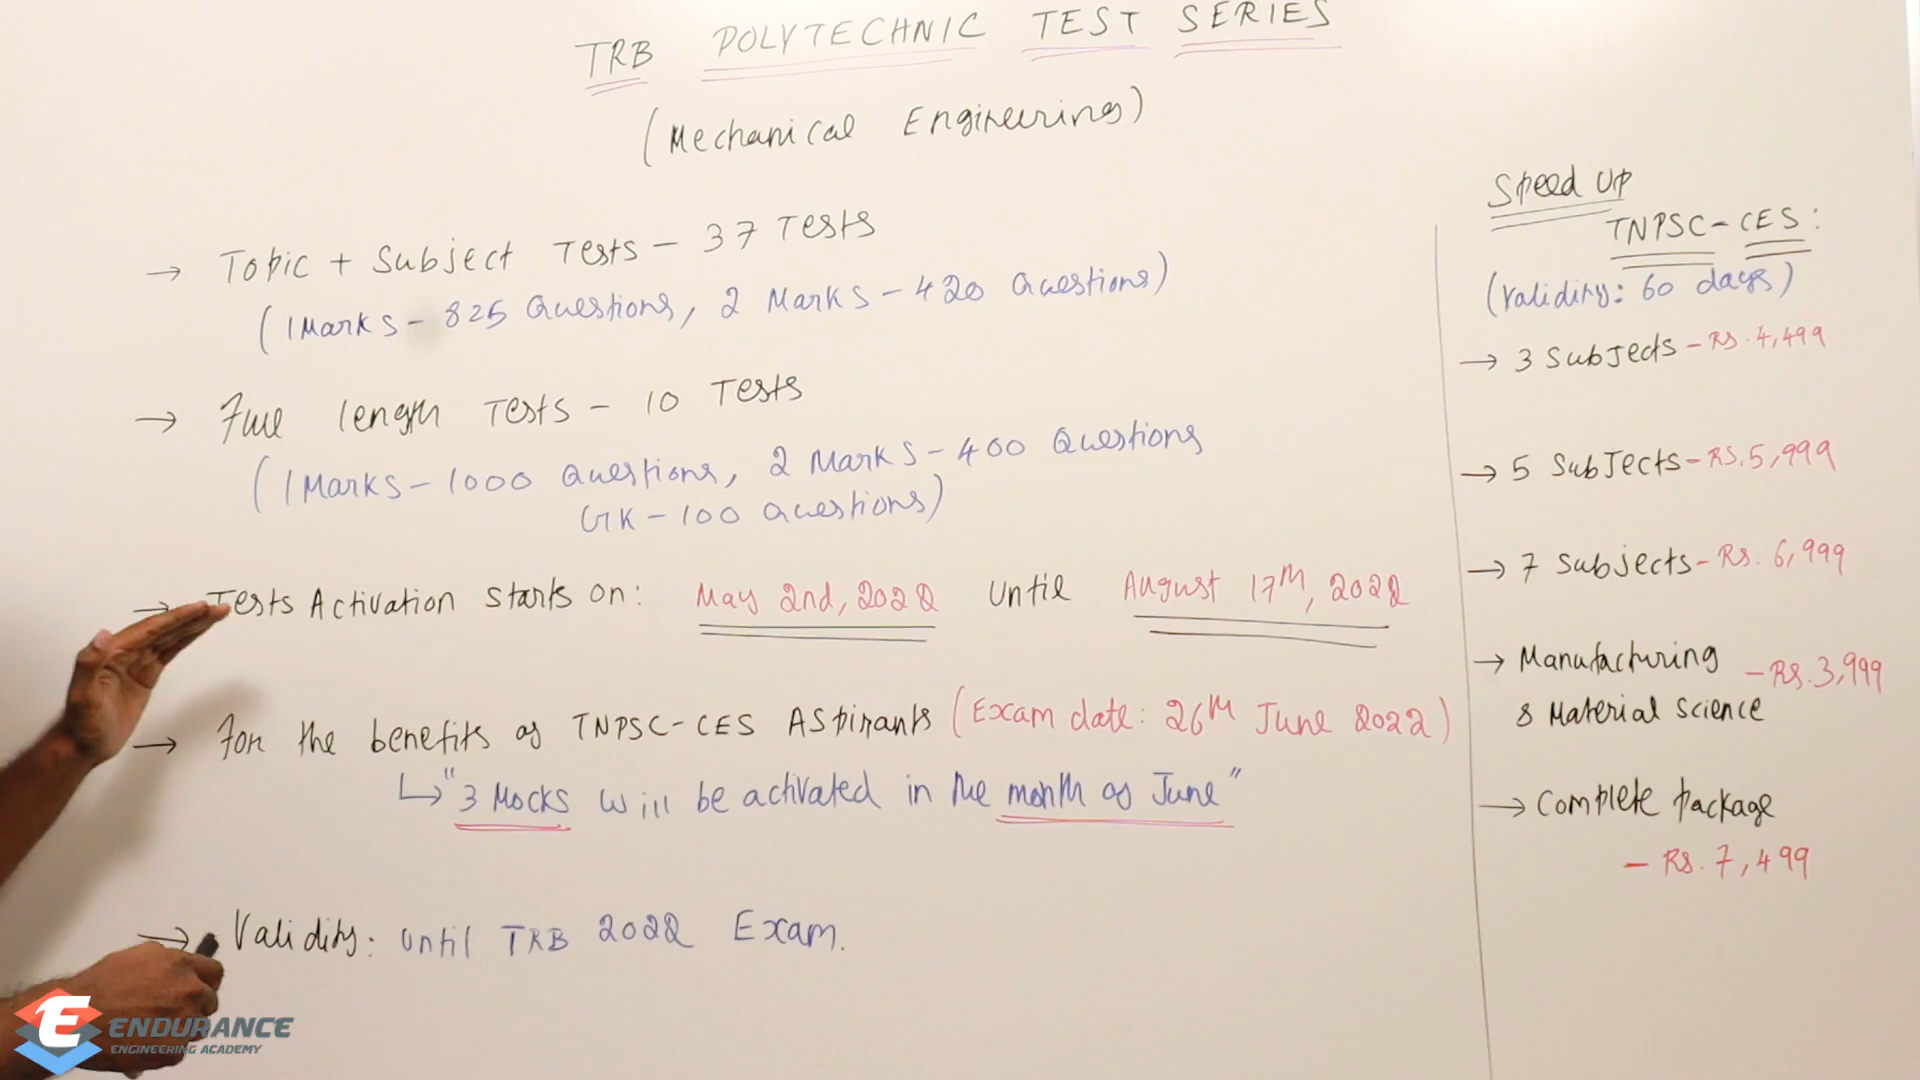 TRB POLYTECHNIC TEST SERIES
(Mechanical Engineering)
→ Topic + Subject Tests - 37 Tests
(1 Marks - 825 Questions, 2 Marks - 420 Questions)
→ Full length Tests - 10 Tests
(1 Marks - 1000 Questions, 2 Marks - 400 Questions
GK - 100 Questions)
→ Tests Activation starts on: May 2nd, 2022 Until August 17th, 2022
→ For the benefits of TNPSC-CES Aspirants (Exam date: 26th June 2022)
↳ "3 Mocks will be activated in the month of June"
→ Validity: Until TRB 2022 Exam.
Speed Up
TNPSC-CES:
(Validity: 60 days)
→ 3 Subjects - Rs. 4,499
→ 5 Subjects - Rs. 5,999
→ 7 Subjects - Rs. 6,999
→ Manufacturing - Rs. 3,999
& Material Science
→ Complete package
- Rs. 7,499
E ENDURANCE
ENGINEERING ACADEMY